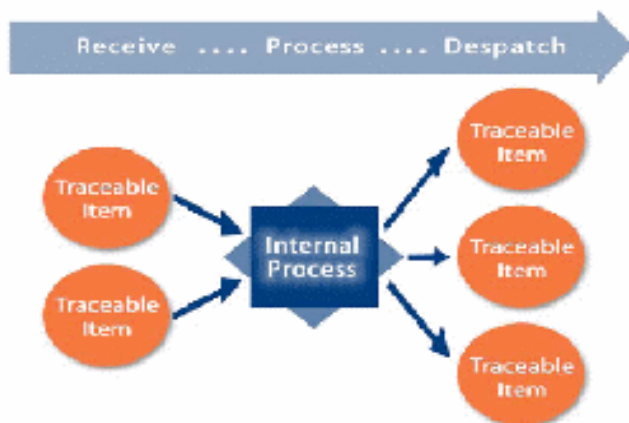 Receive .... Process .... Despatch
Traceable
Item
Traceable
Item
Internal
Process
Traceable
Item
Traceable
Item
Traceable
Item